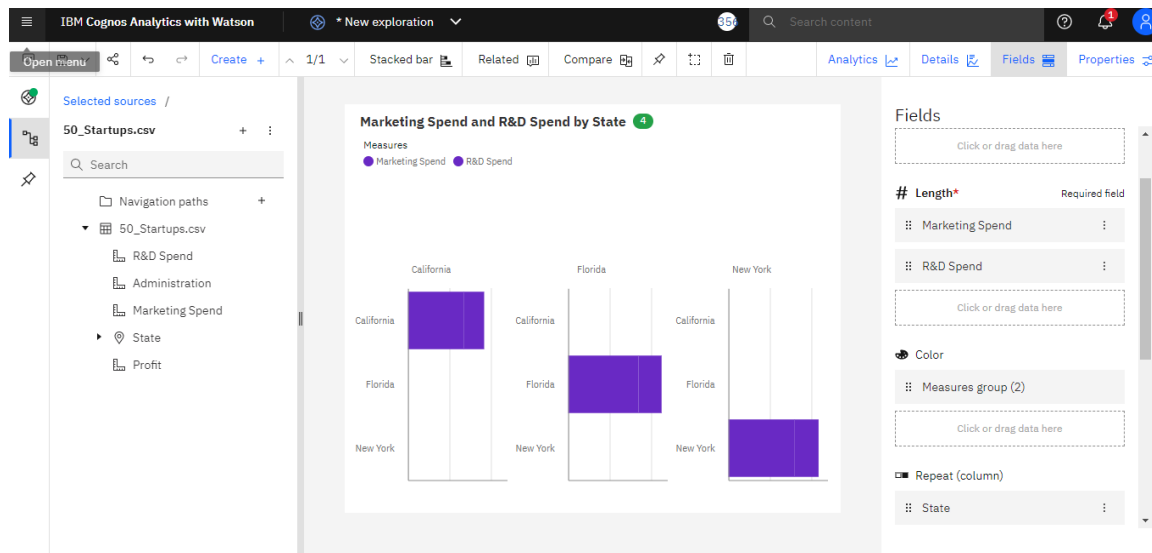 IBM Cognos Analytics with Watson
* New exploration
356
Search content
1
Open menu
Create +
1/1
Stacked bar
Related
Compare
Analytics
Details
Fields
Properties
Selected sources /
50_Startups.csv
Search
Navigation paths
50_Startups.csv
R&D Spend
Administration
Marketing Spend
State
Profit
Marketing Spend and R&D Spend by State 4
Measures
Marketing Spend R&D Spend
California Florida New York
California California California
Florida Florida Florida
New York New York New York
Fields
Click or drag data here
# Length* Required field
Marketing Spend
R&D Spend
Click or drag data here
Color
Measures group (2)
Click or drag data here
Repeat (column)
State